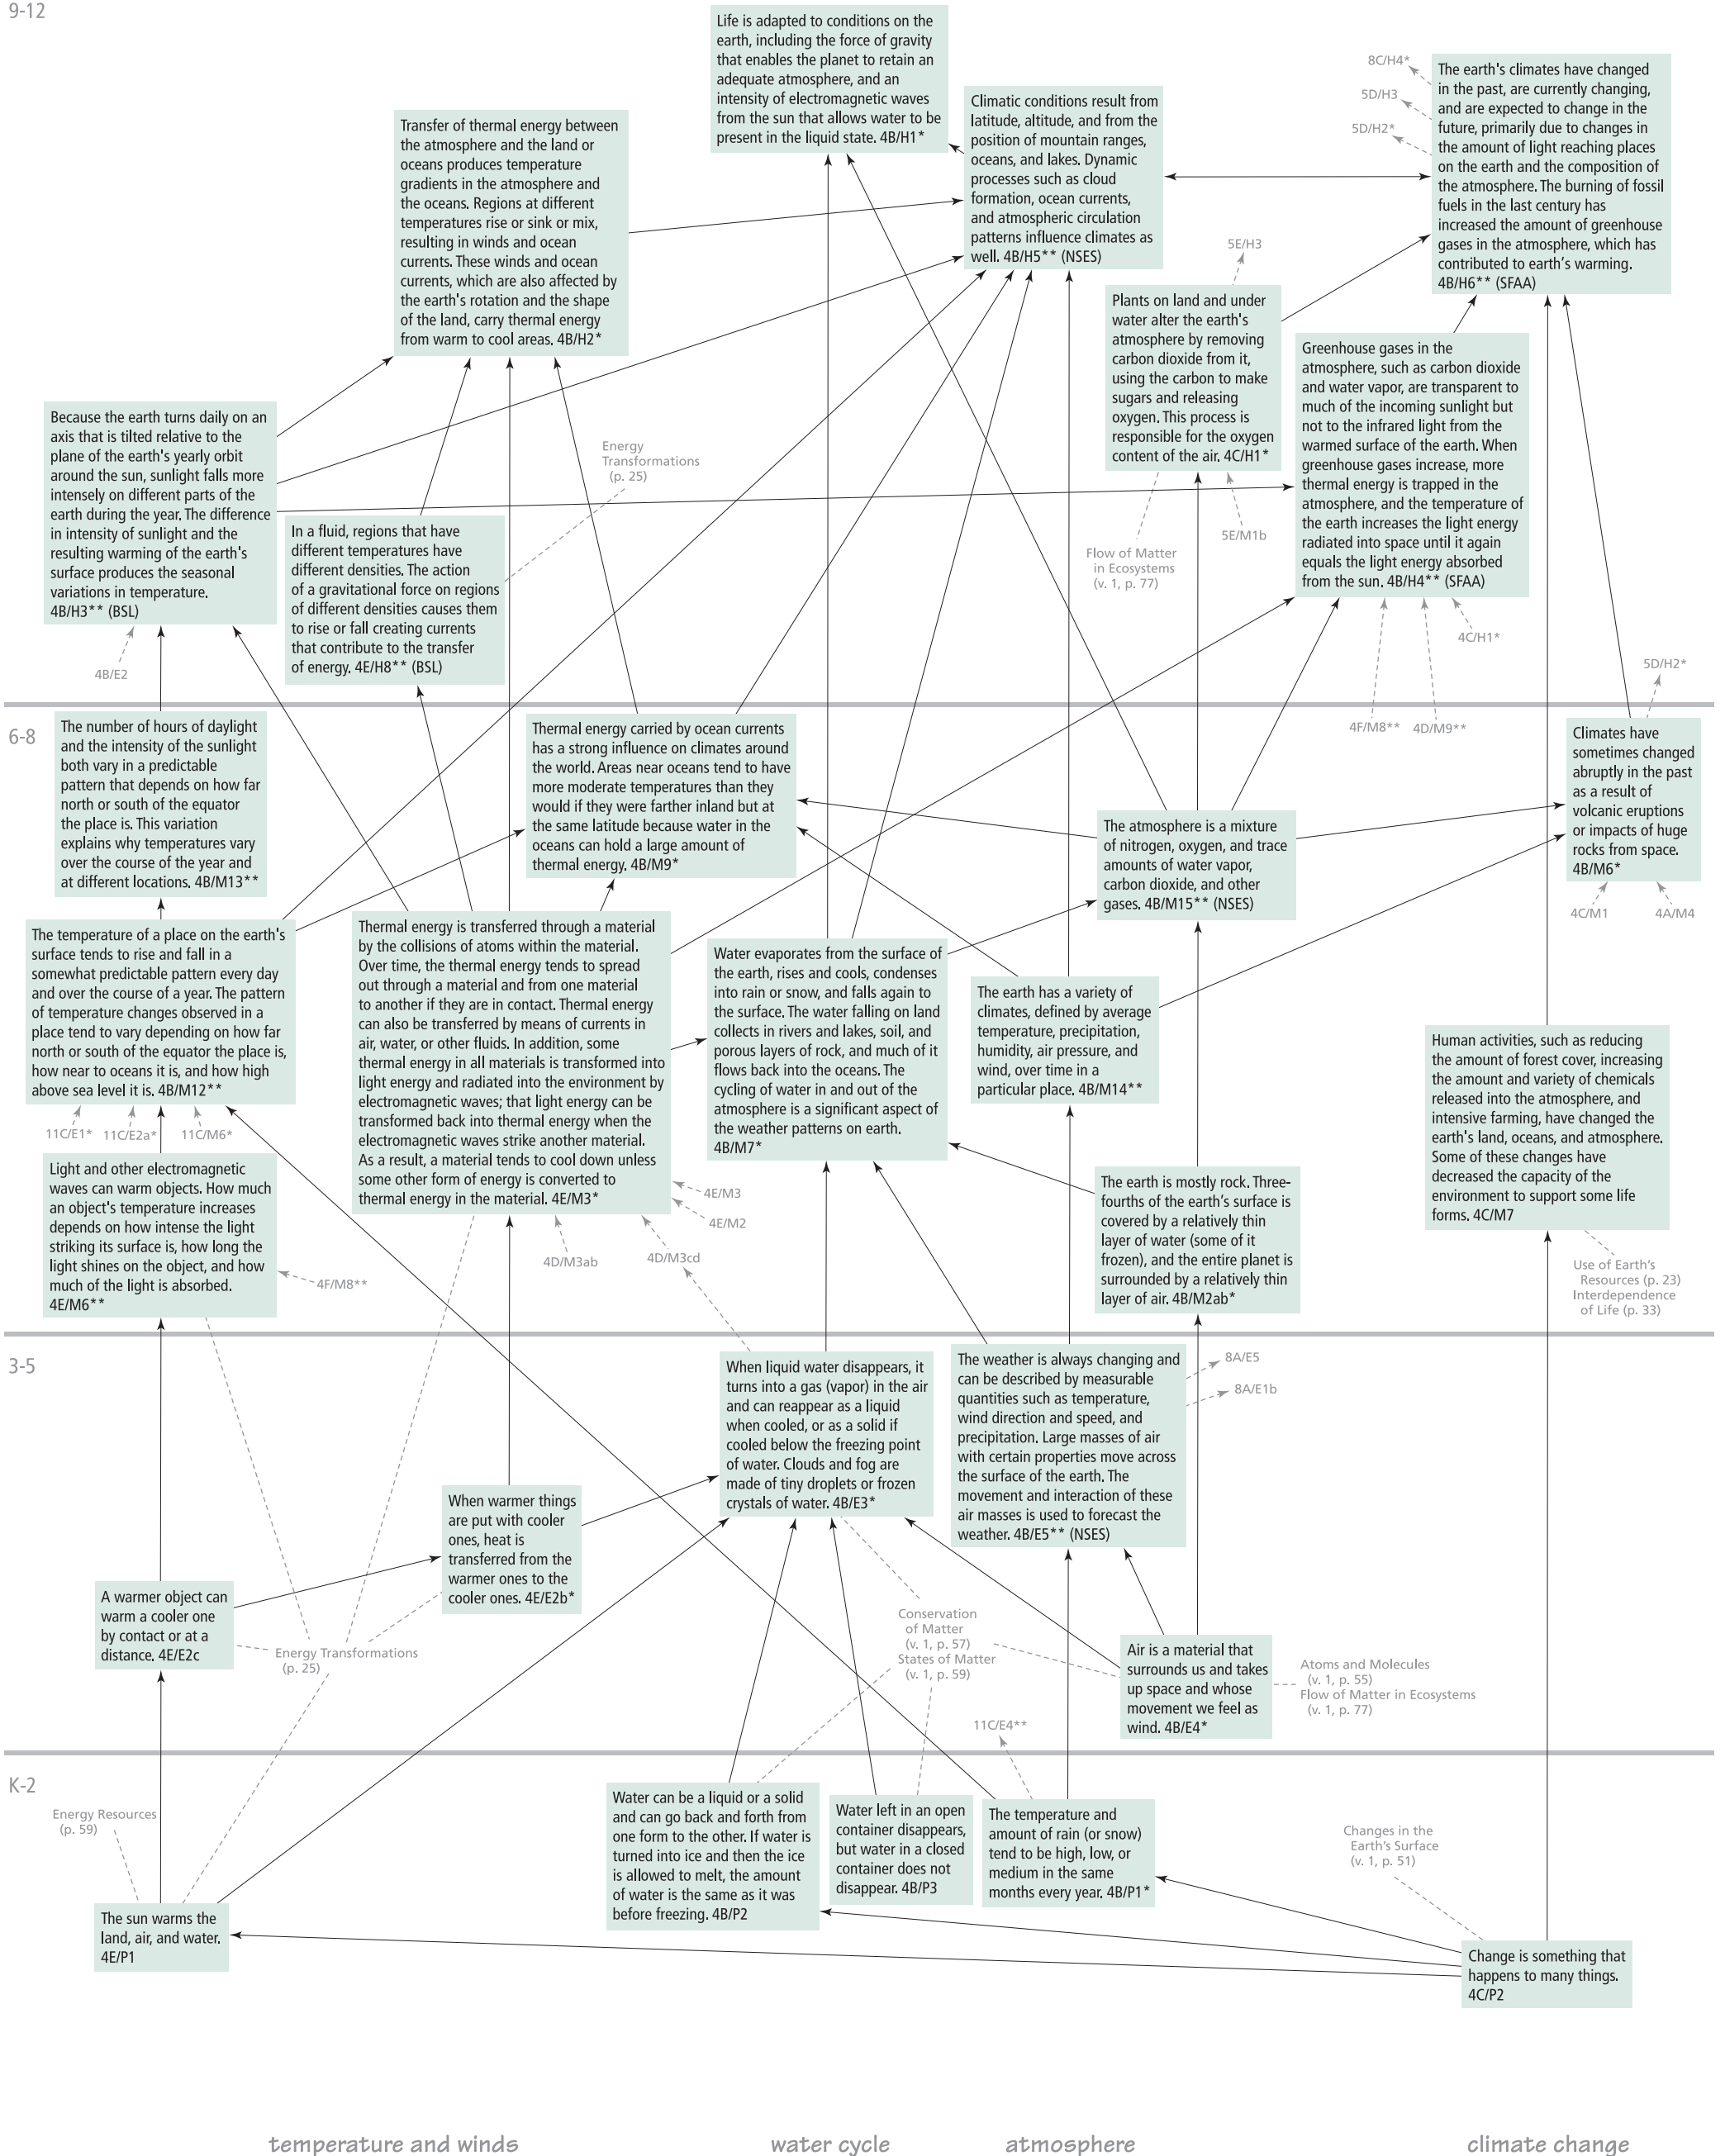 9-12
Life is adapted to conditions on the
earth, including the force of gravity
that enables the planet to retain an
adequate atmosphere, and an
intensity of electromagnetic waves
from the sun that allows water to be
present in the liquid state. 4B/H1*
8C/H4*
5D/H3
5D/H2*
The earth's climates have changed
in the past, are currently changing,
and are expected to change in the
future, primarily due to changes in
the amount of light reaching places
on the earth and the composition of
the atmosphere. The burning of fossil
fuels in the last century has
increased the amount of greenhouse
gases in the atmosphere, which has
contributed to earth's warming.
4B/H6** (SFAA)
Climatic conditions result from
latitude, altitude, and from the
position of mountain ranges,
oceans, and lakes. Dynamic
processes such as cloud
formation, ocean currents,
and atmospheric circulation
patterns influence climates as
well. 4B/H5** (NSES)
Transfer of thermal energy between
the atmosphere and the land or
oceans produces temperature
gradients in the atmosphere and
the oceans. Regions at different
temperatures rise or sink or mix,
resulting in winds and ocean
currents. These winds and ocean
currents, which are also affected by
the earth's rotation and the shape
of the land, carry thermal energy
from warm to cool areas. 4B/H2*
5E/H3
Plants on land and under
water alter the earth's
atmosphere by removing
carbon dioxide from it,
using the carbon to make
sugars and releasing
oxygen. This process is
responsible for the oxygen
content of the air. 4C/H1*
Greenhouse gases in the
atmosphere, such as carbon dioxide
and water vapor, are transparent to
much of the incoming sunlight but
not to the infrared light from the
warmed surface of the earth. When
greenhouse gases increase, more
thermal energy is trapped in the
atmosphere, and the temperature of
the earth increases the light energy
radiated into space until it again
equals the light energy absorbed
from the sun. 4B/H4** (SFAA)
Because the earth turns daily on an
axis that is tilted relative to the
plane of the earth's yearly orbit
around the sun, sunlight falls more
intensely on different parts of the
earth during the year. The difference
in intensity of sunlight and the
resulting warming of the earth's
surface produces the seasonal
variations in temperature.
4B/H3** (BSL)
Energy
Transformations
(p. 25)
In a fluid, regions that have
different temperatures have
different densities. The action
of a gravitational force on regions
of different densities causes them
to rise or fall creating currents
that contribute to the transfer
of energy. 4E/H8** (BSL)
5E/M1b
Flow of Matter
in Ecosystems
(v. 1, p. 77)
4C/H1*
4B/E2
5D/H2*
4F/M8**
4D/M9**
6-8
The number of hours of daylight
and the intensity of the sunlight
both vary in a predictable
pattern that depends on how far
north or south of the equator
the place is. This variation
explains why temperatures vary
over the course of the year and
at different locations. 4B/M13**
Thermal energy carried by ocean currents
has a strong influence on climates around
the world. Areas near oceans tend to have
more moderate temperatures than they
would if they were farther inland but at
the same latitude because water in the
oceans can hold a large amount of
thermal energy. 4B/M9*
Climates have
sometimes changed
abruptly in the past
as a result of
volcanic eruptions
or impacts of huge
rocks from space.
4B/M6*
The atmosphere is a mixture
of nitrogen, oxygen, and trace
amounts of water vapor,
carbon dioxide, and other
gases. 4B/M15** (NSES)
4C/M1
4A/M4
The temperature of a place on the earth's
surface tends to rise and fall in a
somewhat predictable pattern every day
and over the course of a year. The pattern
of temperature changes observed in a
place tend to vary depending on how far
north or south of the equator the place is,
how near to oceans it is, and how high
above sea level it is. 4B/M12**
Thermal energy is transferred through a material
by the collisions of atoms within the material.
Over time, the thermal energy tends to spread
out through a material and from one material
to another if they are in contact. Thermal energy
can also be transferred by means of currents in
air, water, or other fluids. In addition, some
thermal energy in all materials is transformed into
light energy and radiated into the environment by
electromagnetic waves; that light energy can be
transformed back into thermal energy when the
electromagnetic waves strike another material.
As a result, a material tends to cool down unless
some other form of energy is converted to
thermal energy in the material. 4E/M3*
Water evaporates from the surface of
the earth, rises and cools, condenses
into rain or snow, and falls again to
the surface. The water falling on land
collects in rivers and lakes, soil, and
porous layers of rock, and much of it
flows back into the oceans. The
cycling of water in and out of the
atmosphere is a significant aspect of
the weather patterns on earth.
4B/M7*
The earth has a variety of
climates, defined by average
temperature, precipitation,
humidity, air pressure, and
wind, over time in a
particular place. 4B/M14**
Human activities, such as reducing
the amount of forest cover, increasing
the amount and variety of chemicals
released into the atmosphere, and
intensive farming, have changed the
earth's land, oceans, and atmosphere.
Some of these changes have
decreased the capacity of the
environment to support some life
forms. 4C/M7
11C/E1*
11C/E2a*
11C/M6*
Light and other electromagnetic
waves can warm objects. How much
an object's temperature increases
depends on how intense the light
striking its surface is, how long the
light shines on the object, and how
much of the light is absorbed.
4E/M6**
4F/M8**
4E/M3
4E/M2
4D/M3ab
4D/M3cd
The earth is mostly rock. Three-
fourths of the earth's surface is
covered by a relatively thin
layer of water (some of it
frozen), and the entire planet is
surrounded by a relatively thin
layer of air. 4B/M2ab*
Use of Earth's
Resources (p. 23)
Interdependence
of Life (p. 33)
3-5
When liquid water disappears, it
turns into a gas (vapor) in the air
and can reappear as a liquid
when cooled, or as a solid if
cooled below the freezing point
of water. Clouds and fog are
made of tiny droplets or frozen
crystals of water. 4B/E3*
The weather is always changing and
can be described by measurable
quantities such as temperature,
wind direction and speed, and
precipitation. Large masses of air
with certain properties move across
the surface of the earth. The
movement and interaction of these
air masses is used to forecast the
weather. 4B/E5** (NSES)
8A/E5
8A/E1b
When warmer things
are put with cooler
ones, heat is
transferred from the
warmer ones to the
cooler ones. 4E/E2b*
A warmer object can
warm a cooler one
by contact or at a
distance. 4E/E2c
Energy Transformations
(p. 25)
Conservation
of Matter
(v. 1, p. 57)
States of Matter
(v. 1, p. 59)
Air is a material that
surrounds us and takes
up space and whose
movement we feel as
wind. 4B/E4*
Atoms and Molecules
(v. 1, p. 55)
Flow of Matter in Ecosystems
(v. 1, p. 77)
11C/E4**
K-2
Energy Resources
(p. 59)
Water can be a liquid or a solid
and can go back and forth from
one form to the other. If water is
turned into ice and then the ice
is allowed to melt, the amount
of water is the same as it was
before freezing. 4B/P2
Water left in an open
container disappears,
but water in a closed
container does not
disappear. 4B/P3
The temperature and
amount of rain (or snow)
tend to be high, low, or
medium in the same
months every year. 4B/P1*
Changes in the
Earth's Surface
(v. 1, p. 51)
The sun warms the
land, air, and water.
4E/P1
Change is something that
happens to many things.
4C/P2
temperature and winds
water cycle
atmosphere
climate change